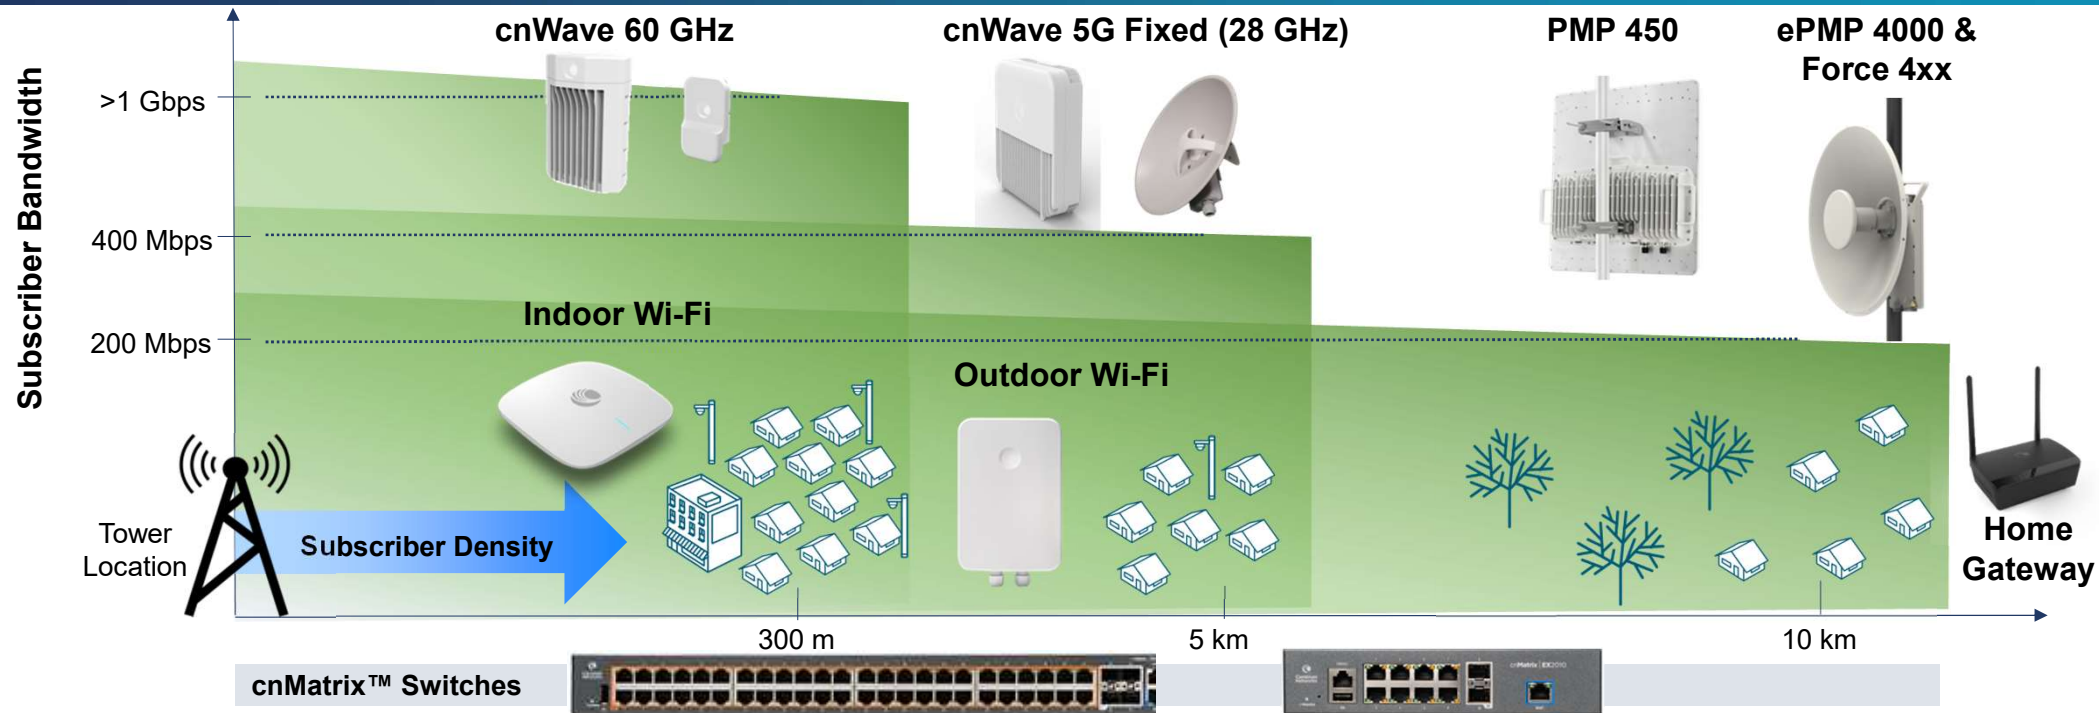 cnWave 60 GHz
cnWave 5G Fixed (28 GHz)
PMP 450
ePMP 4000 &
Force 4xx
Subscriber Bandwidth
>1 Gbps
400 Mbps
200 Mbps
Indoor Wi-Fi
Outdoor Wi-Fi
Tower
Location
Subscriber Density
Home
Gateway
300 m
5 km
10 km
cnMatrix™ Switches
cnMatrix EX2010